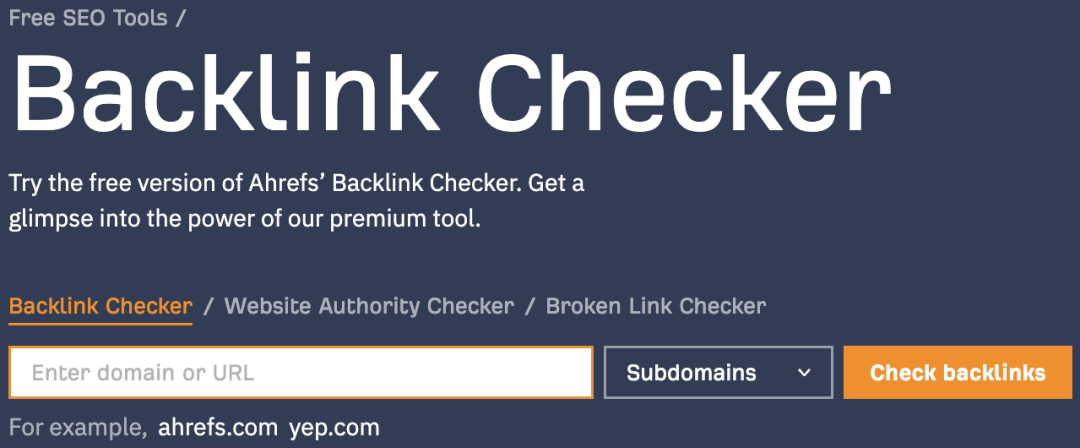 Free SEO Tools /
Backlink Checker
Try the free version of Ahrefs’ Backlink Checker. Get a
glimpse into the power of our premium tool.
Backlink Checker / Website Authority Checker / Broken Link Checker
Enter domain or URL Subdomains Check backlinks
For example, ahrefs.com yep.com